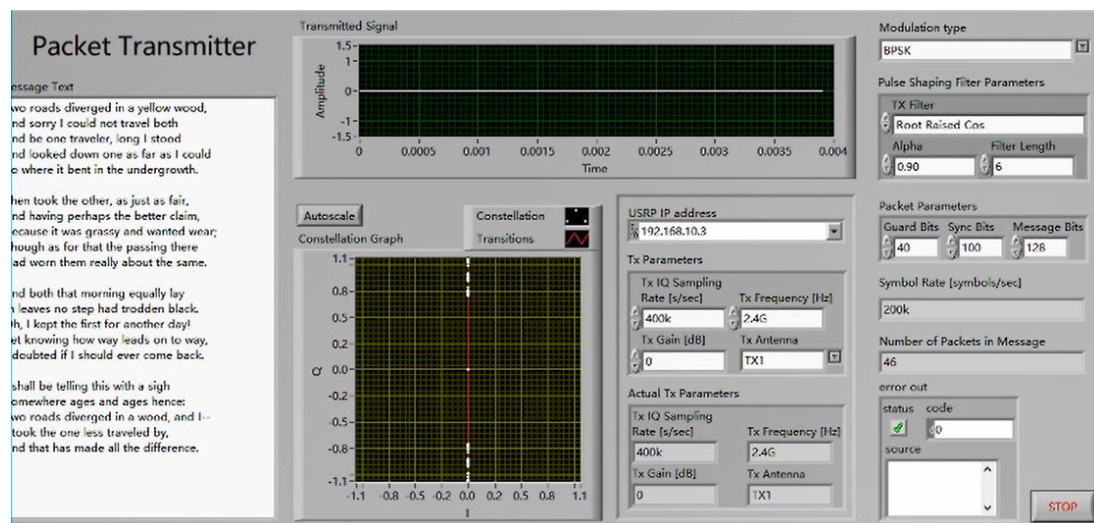 Packet Transmitter
essage Text
wo roads diverged in a yellow wood,
nd sorry I could not travel both
nd be one traveler, long I stood
nd looked down one as far as I could
o where it bent in the undergrowth.
hen took the other, as just as fair,
nd having perhaps the better claim,
ecause it was grassy and wanted wear;
hough as for that the passing there
ad worn them really about the same.
nd both that morning equally lay
leaves no step had trodden black.
h, I kept the first for another day!
et knowing how way leads on to way,
doubted if I should ever come back.
shall be telling this with a sigh
omewhere ages and ages hence:
wo roads diverged in a wood, and I--
took the one less traveled by,
nd that has made all the difference.
Transmitted Signal
Amplitude
1.5
1
0
-1
-1.5
0 0.0005 0.001 0.0015 0.002 0.0025 0.003 0.0035 0.004
Time
Autoscale
Constellation
Constellation Graph
Transitions
Q
1.1
0.8
0.5
0.2
0.0
-0.2
-0.5
-0.8
-1.1
-1.1 -0.8 -0.5 -0.2 0.0 0.2 0.5 0.8 1.1
I
USRP IP address
192.168.10.3
Tx Parameters
Tx IQ Sampling
Rate [s/sec] Tx Frequency [Hz]
400k 2.4G
Tx Gain [dB] Tx Antenna
0 TX1
Actual Tx Parameters
Tx IQ Sampling
Rate [s/sec] Tx Frequency [Hz]
400k 2.4G
Tx Gain [dB] Tx Antenna
0 TX1
Modulation type
BPSK
Pulse Shaping Filter Parameters
TX Filter
Root Raised Cos
Alpha Filter Length
0.90 6
Packet Parameters
Guard Bits Sync Bits Message Bits
40 100 128
Symbol Rate [symbols/sec]
200k
Number of Packets in Message
46
error out
status code
0
source
STOP